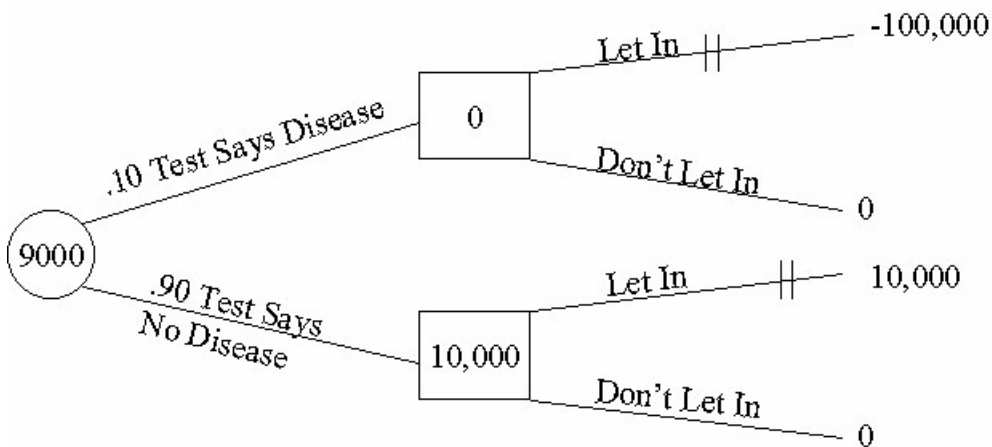 Let In
-100,000
.10 Test Says Disease
0
Don't Let In
0
9000
.90 Test Says
No Disease
Let In
10,000
10,000
Don't Let In
0